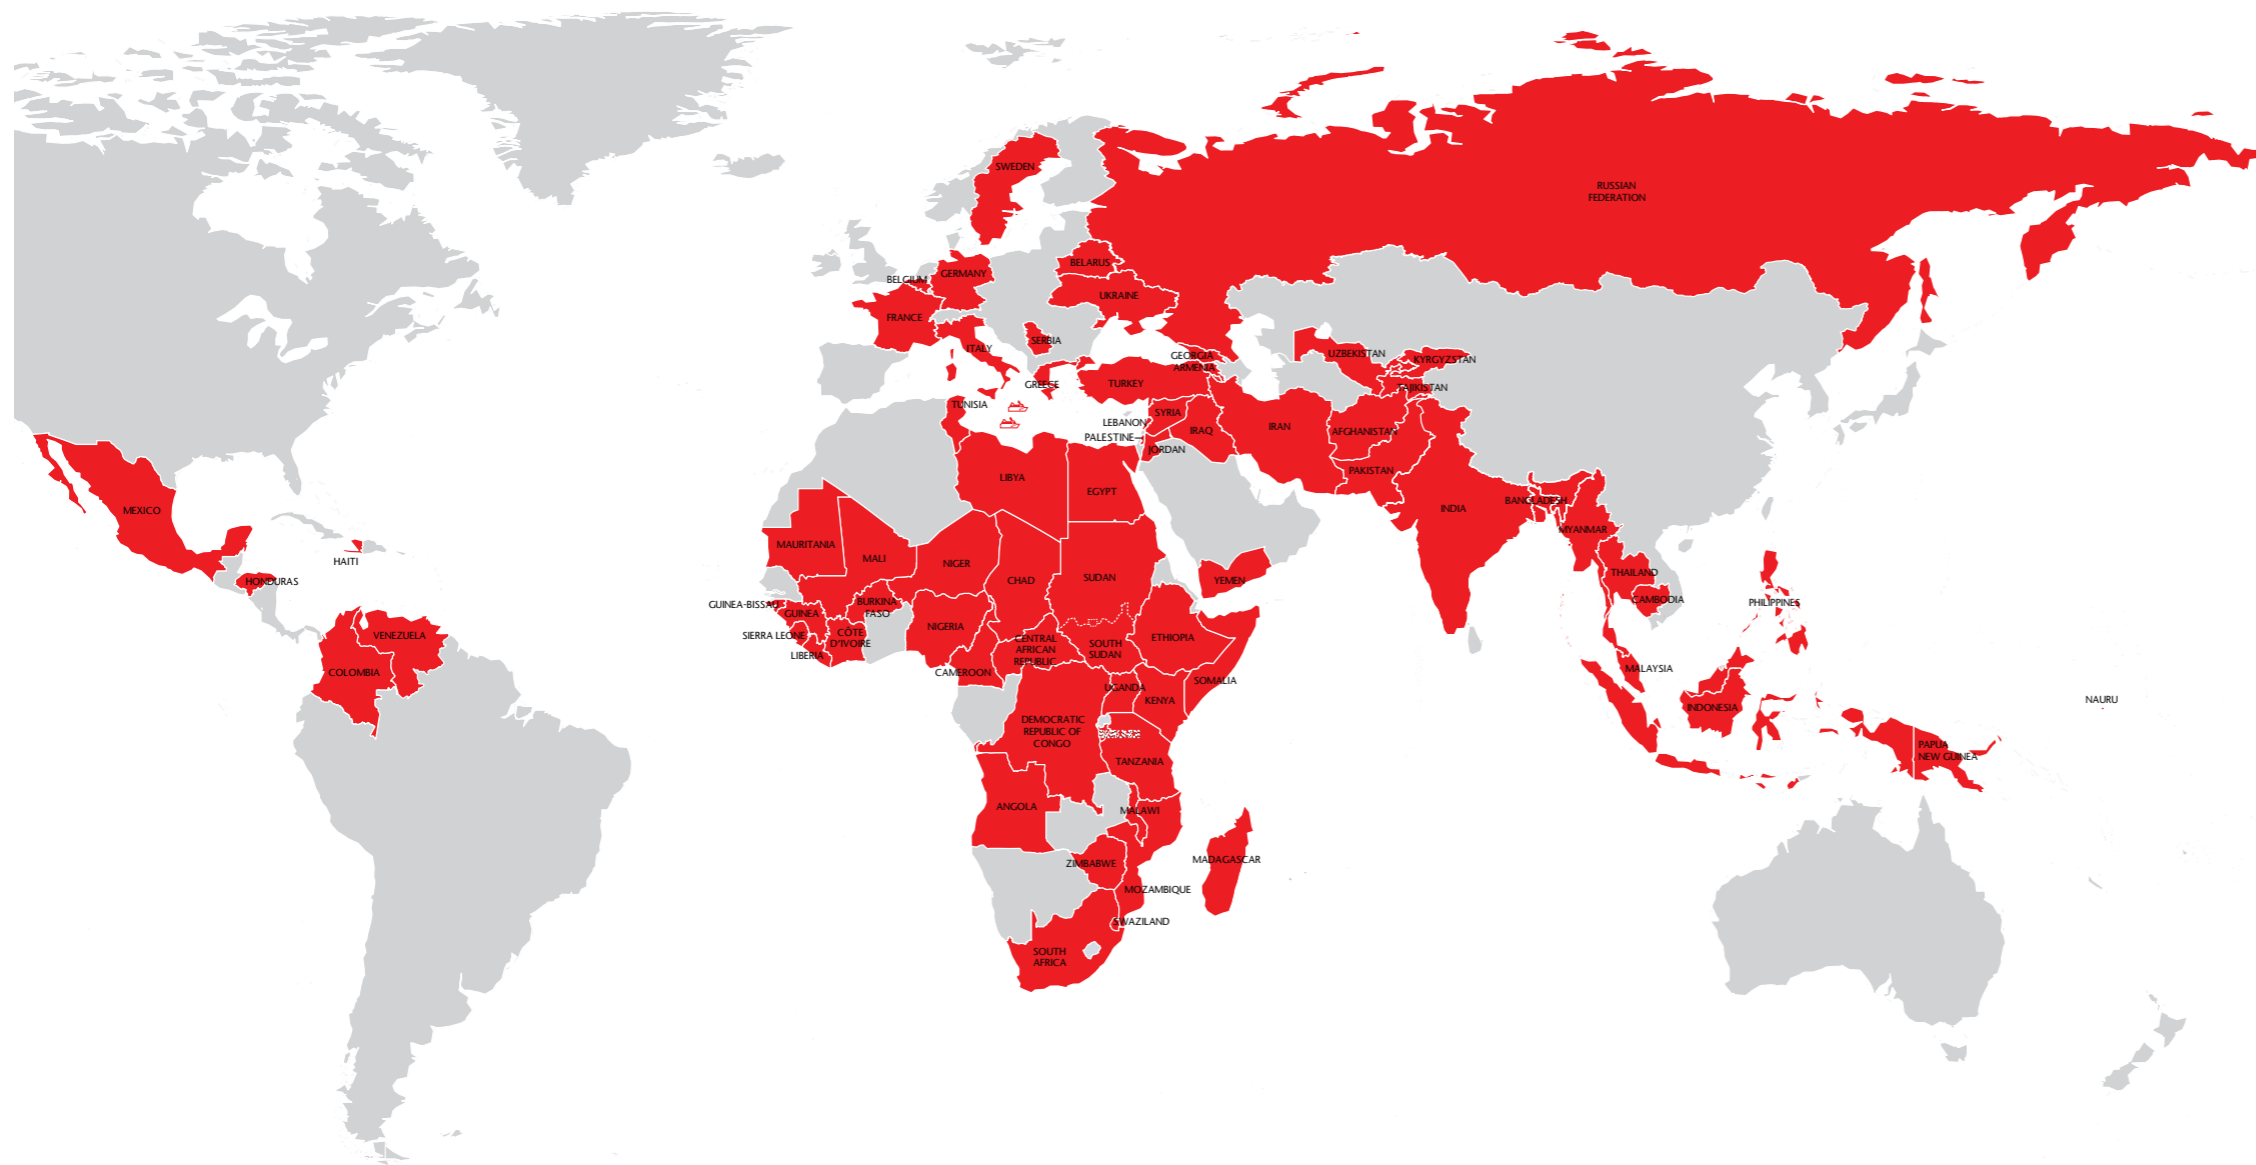 SWEDEN
RUSSIAN
FEDERATION
BELARUS
GERMANY
BELGIUM
UKRAINE
FRANCE
SERBIA
ITALY
GEORGIA
UZBEKISTAN
KYRGYZSTAN
ARMENIA
GREECE
TURKEY
TAJIKISTAN
TUNISIA
SYRIA
LEBANON
IRAQ
IRAN
AFGHANISTAN
PALESTINE
JORDAN
PAKISTAN
LIBYA
EGYPT
INDIA
BANGLADESH
MYANMAR
MEXICO
HAITI
HONDURAS
MAURITANIA
MALI
NIGER
CHAD
SUDAN
YEMEN
THAILAND
CAMBODIA
PHILIPPINES
GUINEA-BISSAU
GUINEA
BURKINA
FASO
NIGERIA
SIERRA LEONE
CÔTE
D'IVOIRE
LIBERIA
CENTRAL
AFRICAN
REPUBLIC
SOUTH
SUDAN
ETHIOPIA
VENEZUELA
COLOMBIA
CAMEROON
UGANDA
KENYA
SOMALIA
MALAYSIA
INDONESIA
NAURU
DEMOCRATIC
REPUBLIC OF
CONGO
TANZANIA
PAPUA
NEW GUINEA
ANGOLA
MALAWI
ZIMBABWE
MADAGASCAR
MOZAMBIQUE
SWAZILAND
SOUTH
AFRICA